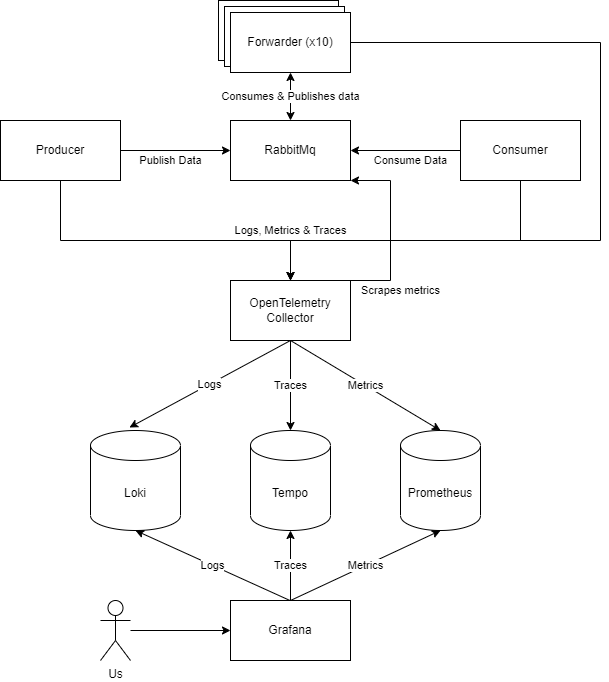 Forwarder (x10)
Consumes & Publishes data
Producer
Publish Data
RabbitMq
Consume Data
Consumer
Logs, Metrics & Traces
Scrapes metrics
OpenTelemetry
Collector
Logs
Traces
Metrics
Loki
Tempo
Prometheus
Logs
Traces
Metrics
Grafana
Us